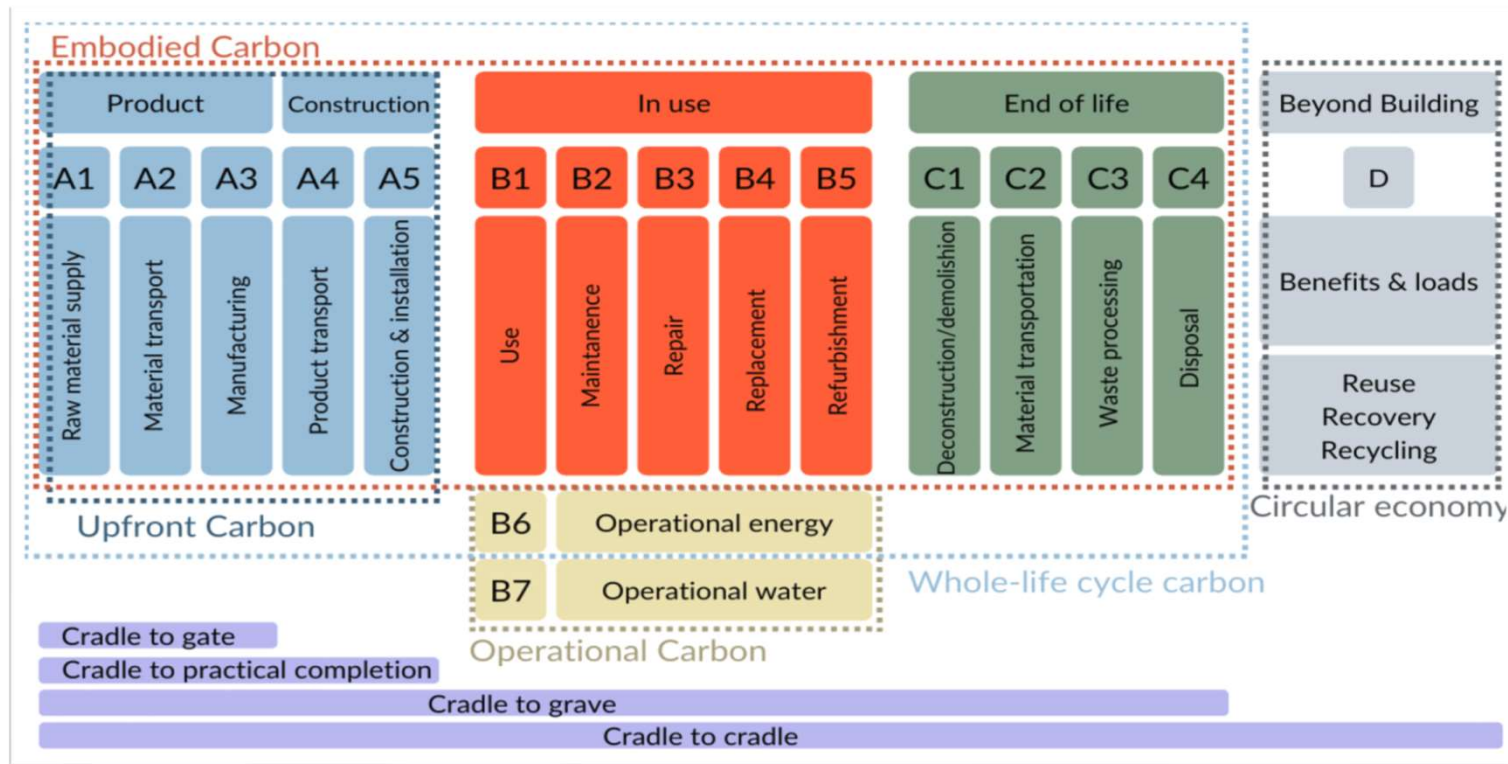 Embodied Carbon
Product
Construction
In use
End of life
Beyond Building
A1
A2
A3
A4
A5
B1
B2
B3
B4
B5
C1
C2
C3
C4
D
Raw material supply
Material transport
Manufacturing
Product transport
Construction & installation
Use
Maintanence
Repair
Replacement
Refurbishment
Deconstruction/demolishion
Material transportation
Waste processing
Disposal
Benefits & loads
Reuse
Recovery
Recycling
Upfront Carbon
B6
Operational energy
Circular economy
B7
Operational water
Whole-life cycle carbon
Operational Carbon
Cradle to gate
Cradle to practical completion
Cradle to grave
Cradle to cradle